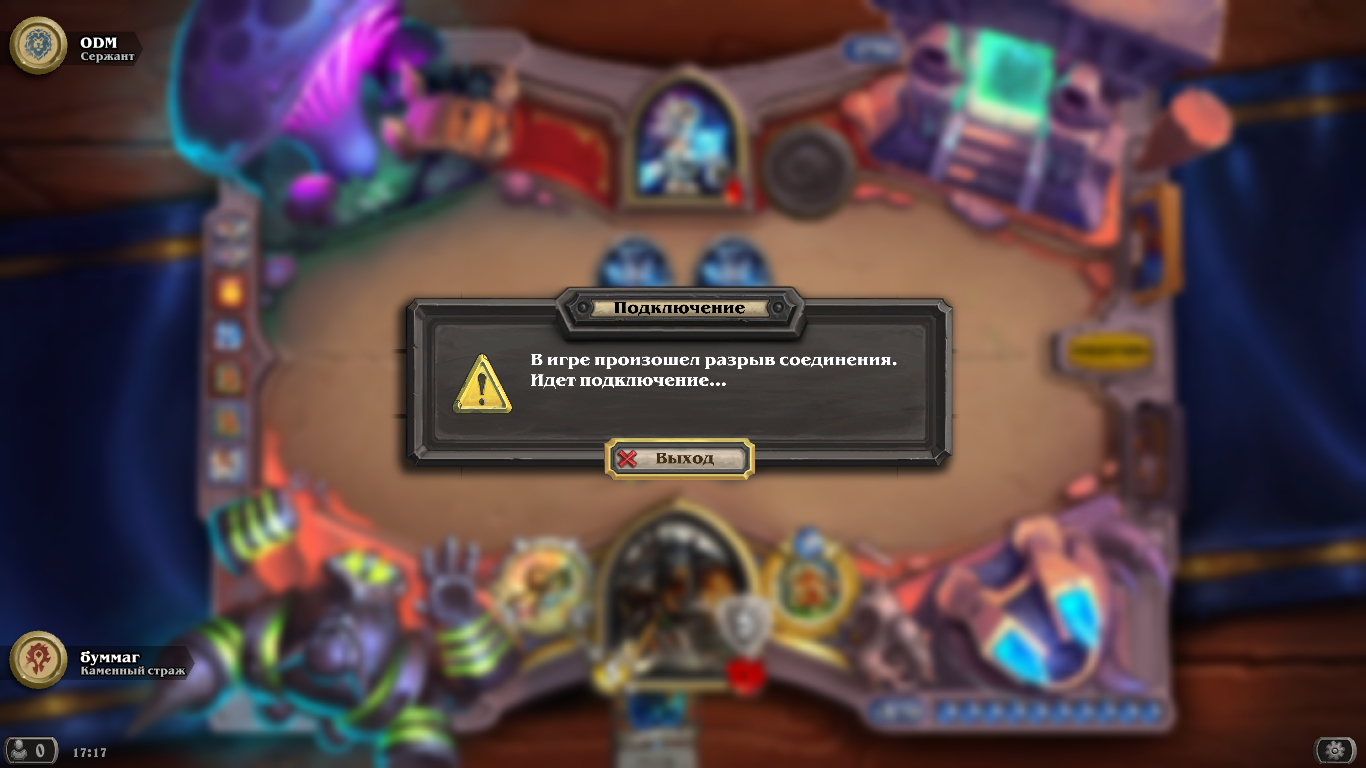 ODM
Сержант
Подключение
В игре произошел разрыв соединения.
Идет подключение...
Выход
буммаг
Каменный страж
0
17:17